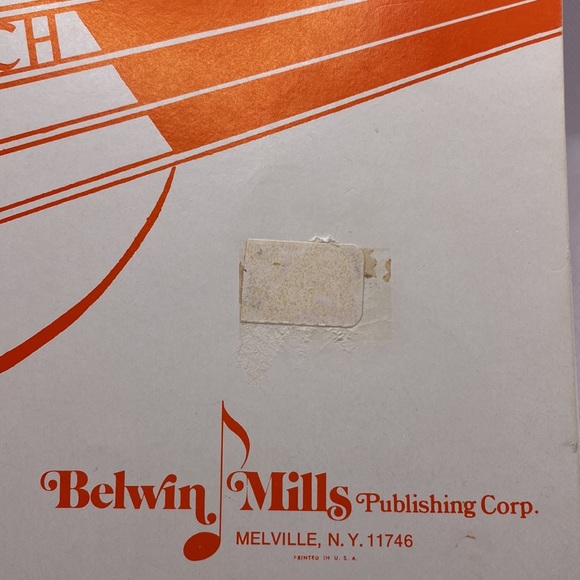 CH
Belwin Mills Publishing Corp.
MELVILLE, N. Y. 11746
PRINTED IN U. S. A.